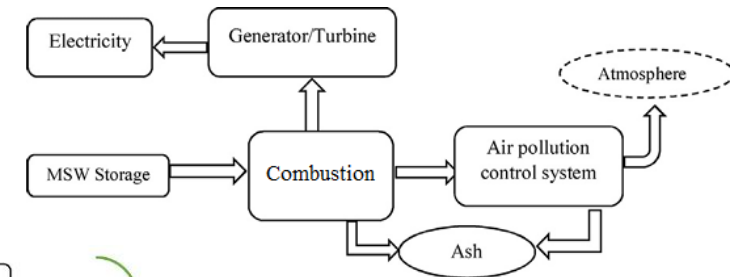 Electricity
Generator/Turbine
Atmosphere
MSW Storage
Combustion
Air pollution
control system
Ash